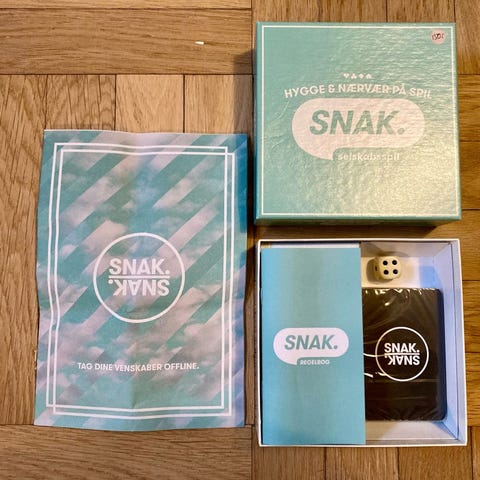 HYGGE & NÆRVÆR PÅ SPIL
SNAK.
selskabsspil
SNAK.
SNAK.
TAG DINE VENSKABER OFFLINE.
SNAK.
REGELBOG
SNAK.
SNAK.